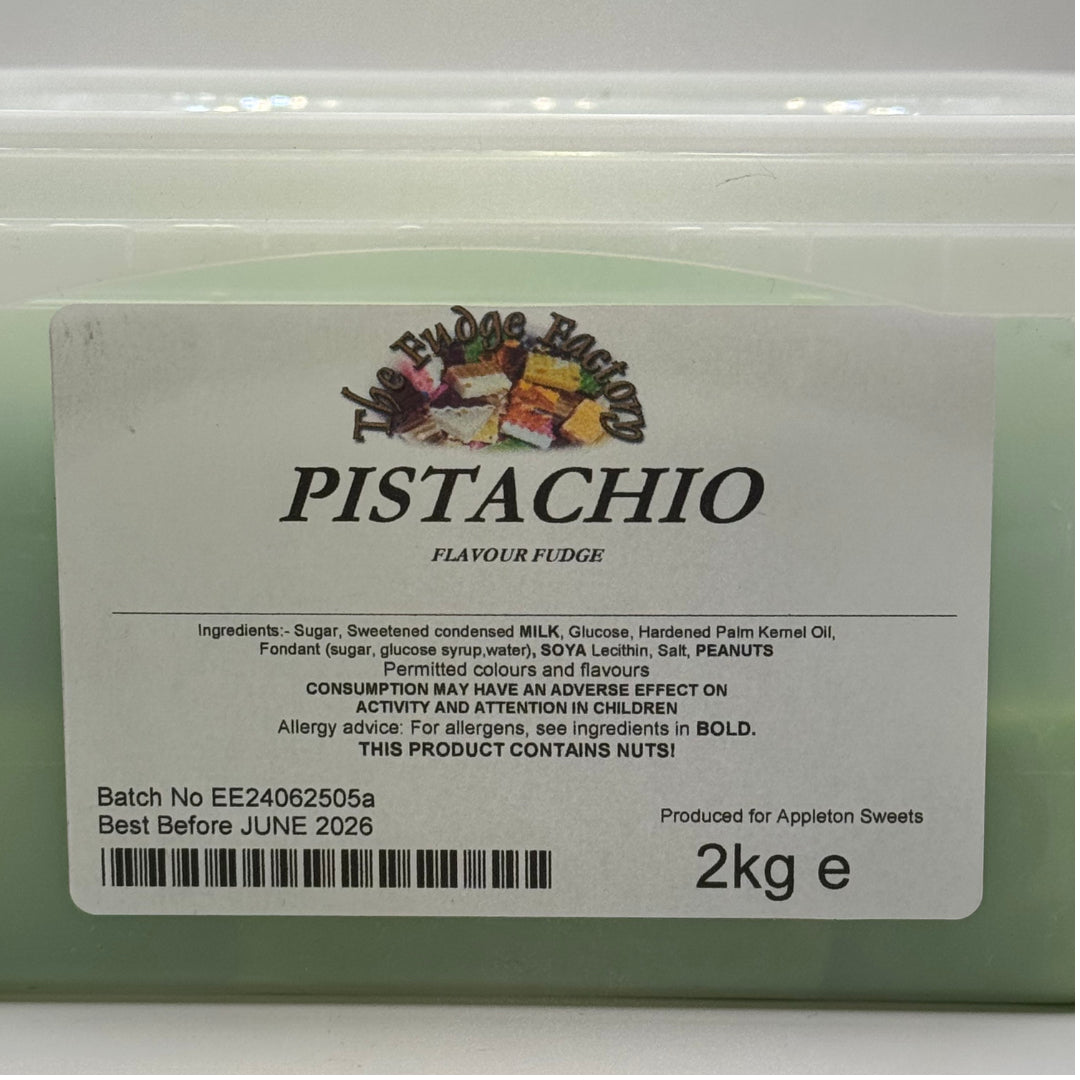 The Fudge Factory
PISTACHIO
FLAVOUR FUDGE
Ingredients:- Sugar, Sweetened condensed MILK, Glucose, Hardened Palm Kernel Oil,
Fondant (sugar, glucose syrup,water), SOYA Lecithin, Salt, PEANUTS
Permitted colours and flavours
CONSUMPTION MAY HAVE AN ADVERSE EFFECT ON
ACTIVITY AND ATTENTION IN CHILDREN
Allergy advice: For allergens, see ingredients in BOLD.
THIS PRODUCT CONTAINS NUTS!
Batch No EE24062505a
Best Before JUNE 2026
Produced for Appleton Sweets
2kg e